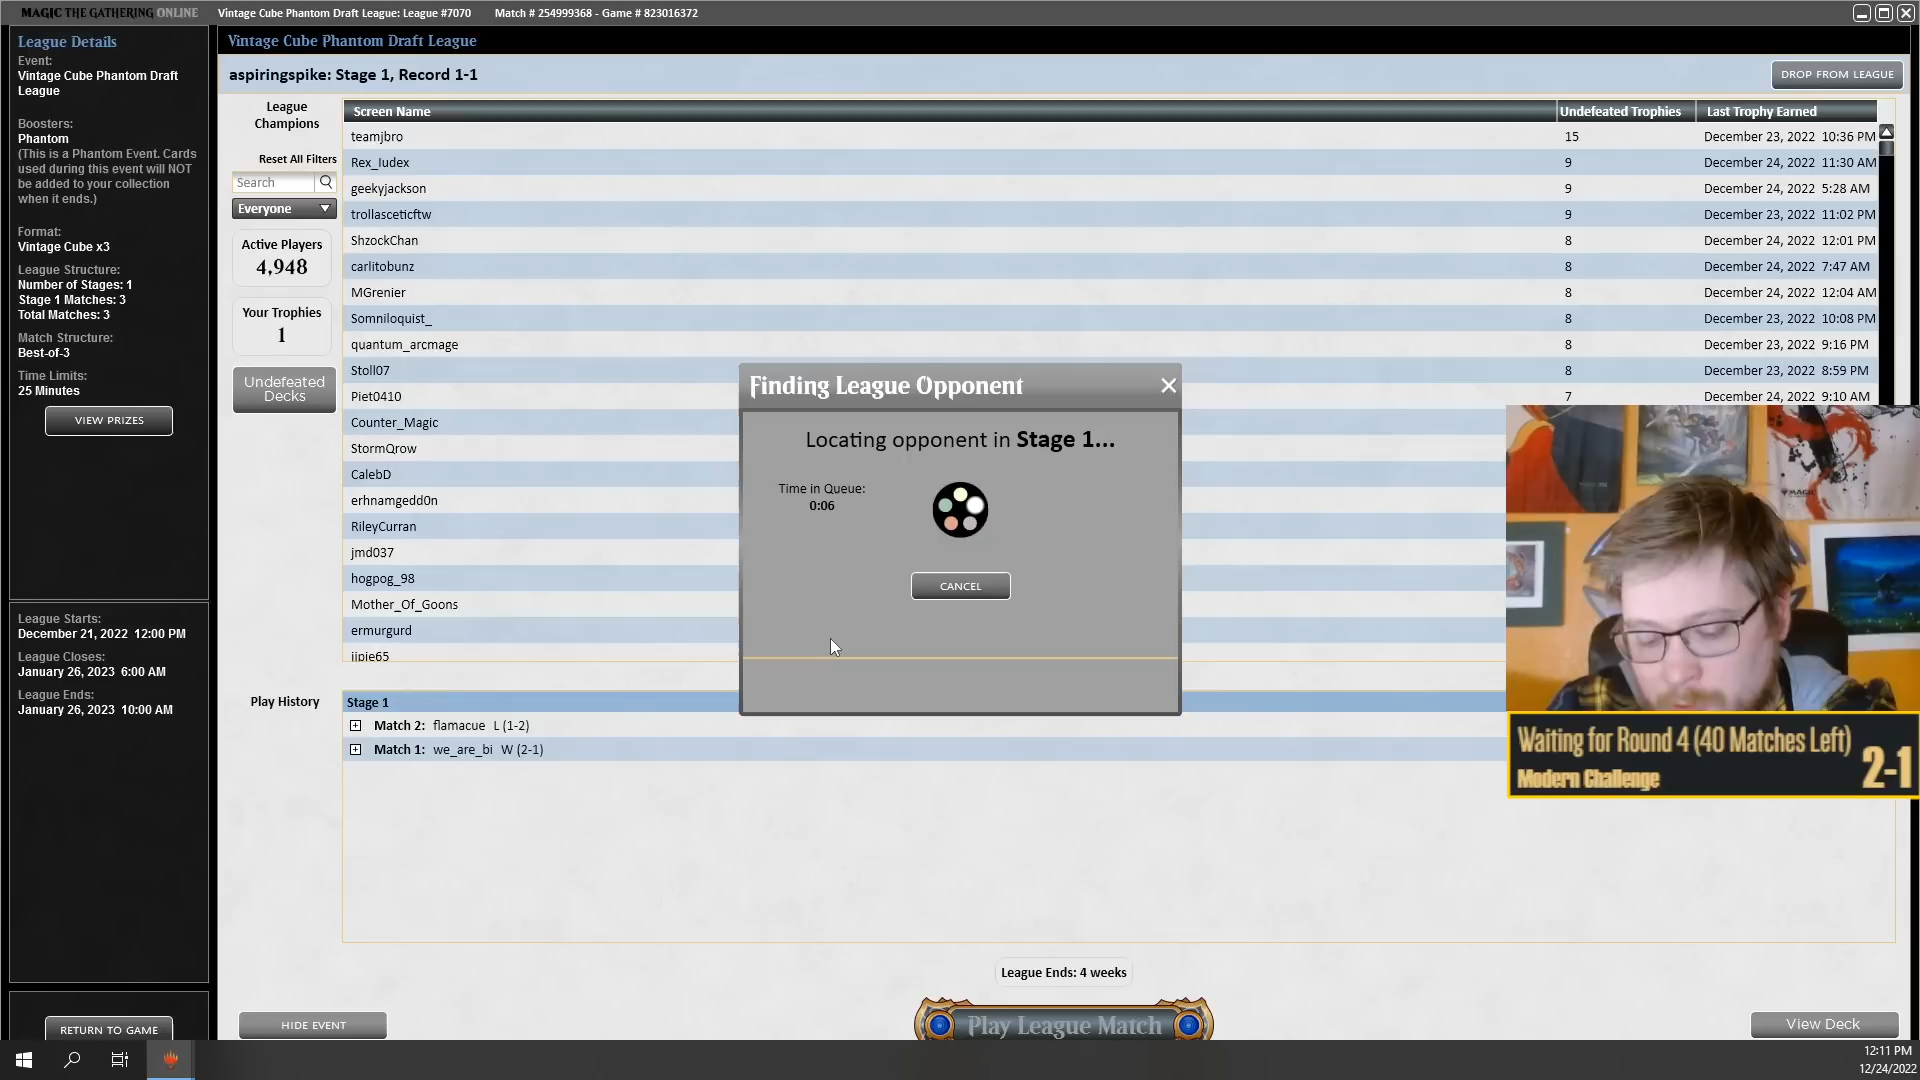 MAGIC THE GATHERING ONLINE
Vintage Cube Phantom Draft League: League #7070
Match # 254999368 - Game # 823016372
League Details
Event:
Vintage Cube Phantom Draft
League
Boosters:
Phantom
(This is a Phantom Event. Cards
used during this event will NOT
be added to your collection
when it ends.)
Format:
Vintage Cube x3
League Structure:
Number of Stages: 1
Stage 1 Matches: 3
Total Matches: 3
Match Structure:
Best-of-3
Time Limits:
25 Minutes
VIEW PRIZES
League Starts:
December 21, 2022 12:00 PM
League Closes:
January 26, 2023 6:00 AM
League Ends:
January 26, 2023 10:00 AM
RETURN TO GAME
Vintage Cube Phantom Draft League
aspiringspike: Stage 1, Record 1-1
DROP FROM LEAGUE
League
Champions
Reset All Filters
Search
Everyone
Active Players
4,948
Your Trophies
1
Undefeated
Decks
Screen Name Undefeated Trophies Last Trophy Earned
teamjbro 15 December 23, 2022 10:36 PM
Rex_Iudex 9 December 24, 2022 11:30 AM
geekyjackson 9 December 24, 2022 5:28 AM
trollasceticftw 9 December 23, 2022 11:02 PM
ShzockChan 8 December 24, 2022 12:01 PM
carlitobunz 8 December 24, 2022 7:47 AM
MGrenier 8 December 24, 2022 12:04 AM
Somniloquist_ 8 December 23, 2022 10:08 PM
quantum_arcmage 8 December 23, 2022 9:16 PM
Stoll07 8 December 23, 2022 8:59 PM
Piet0410 7 December 24, 2022 9:10 AM
Counter_Magic
StormQrow
CalebD
erhnamgedd0n
RileyCurran
jmd037
hogpog_98
Mother_Of_Goons
ermurgurd
jipie65
Finding League Opponent
Locating opponent in Stage 1...
Time in Queue:
0:06
CANCEL
Play History
Stage 1
Match 2: flamacue L (1-2)
Match 1: we_are_bi W (2-1)
Waiting for Round 4 (40 Matches Left)
Modern Challenge
2-1
League Ends: 4 weeks
HIDE EVENT
Play League Match
View Deck
12:11 PM
12/24/2022